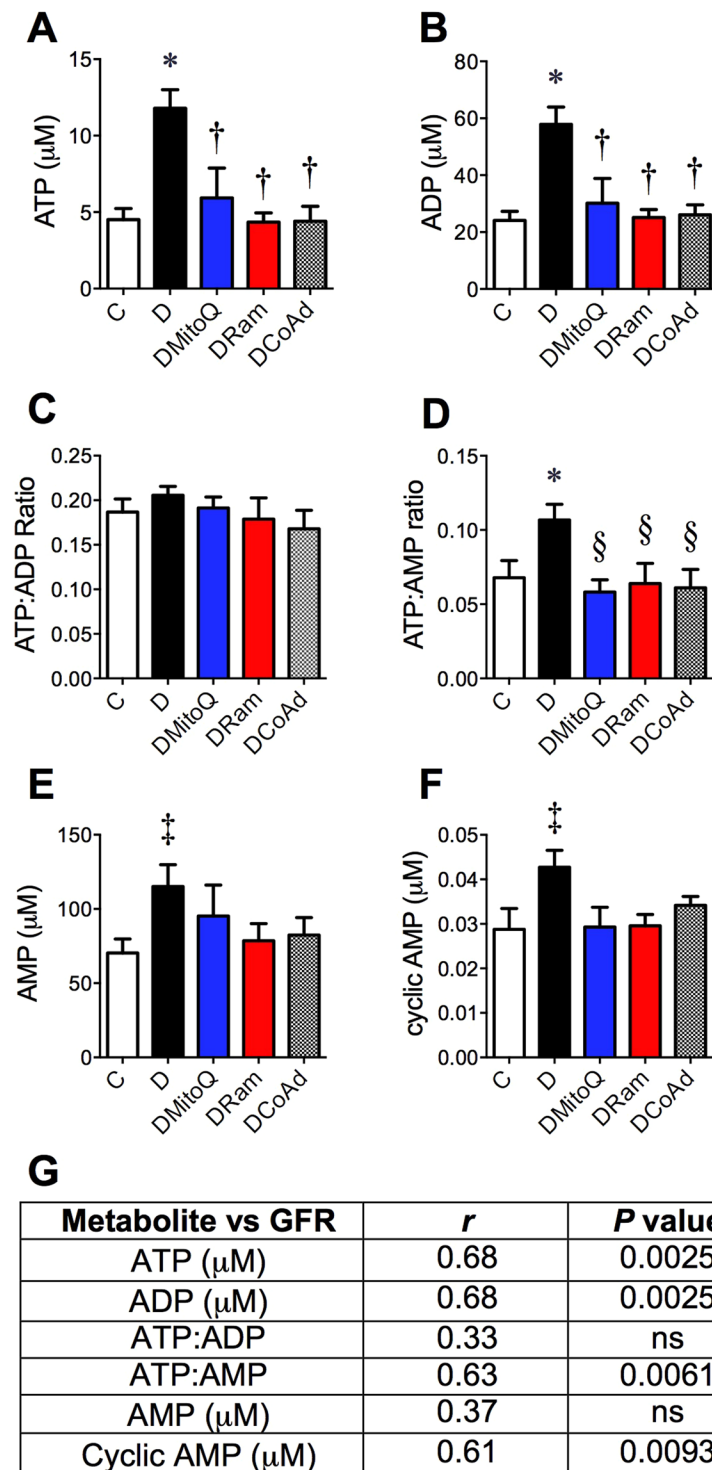 A
ATP (μM)
15
10
5
0
*
†
†
†
C
D
DMitoQ
DRam
DCoAd
B
ADP (μM)
80
60
40
20
0
*
†
†
†
C
D
DMitoQ
DRam
DCoAd
C
ATP:ADP Ratio
0.25
0.20
0.15
0.10
0.05
0.00
C
D
DMitoQ
DRam
DCoAd
D
ATP:AMP ratio
0.15
0.10
0.05
0.00
*
§
§
§
C
D
DMitoQ
DRam
DCoAd
E
AMP (μM)
150
100
50
0
‡
C
D
DMitoQ
DRam
DCoAd
F
cyclic AMP (μM)
0.05
0.04
0.03
0.02
0.01
0.00
‡
C
D
DMitoQ
DRam
DCoAd
G
Metabolite vs GFR r P value
ATP (μM) 0.68 0.0025
ADP (μM) 0.68 0.0025
ATP:ADP 0.33 ns
ATP:AMP 0.63 0.0061
AMP (μM) 0.37 ns
Cyclic AMP (μM) 0.61 0.0093